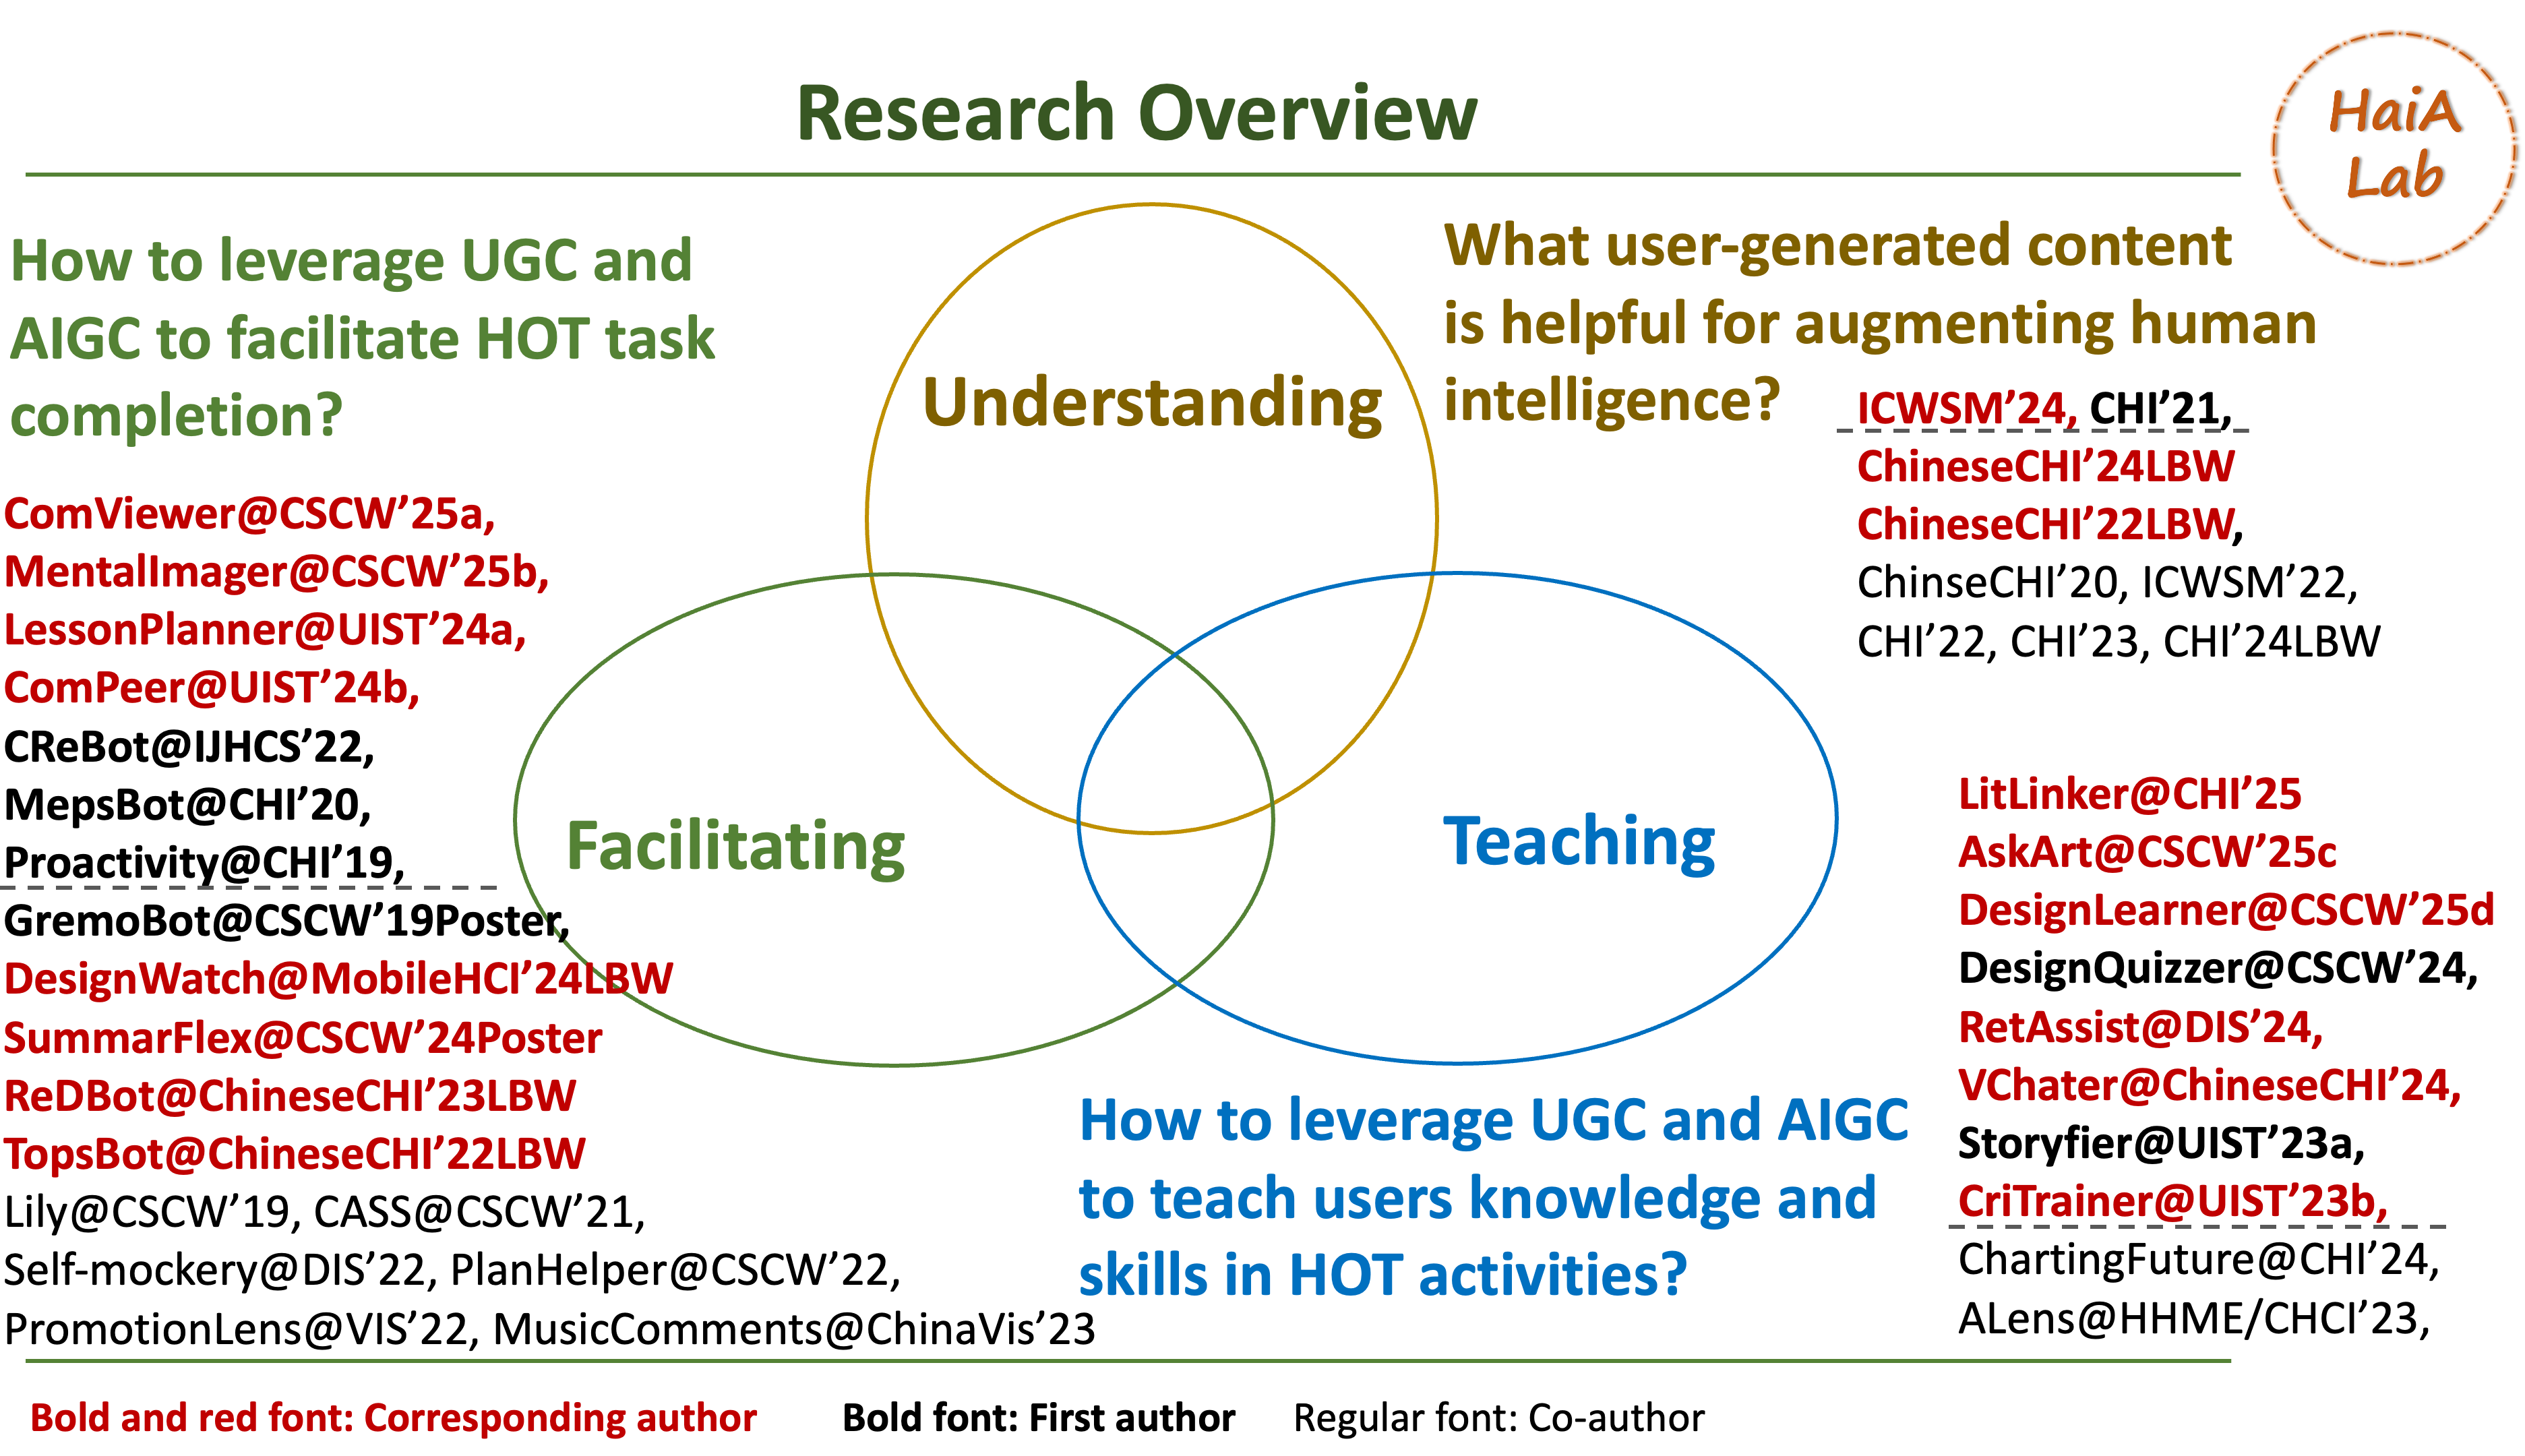 Research Overview
HaiA
Lab
How to leverage UGC and
AIGC to facilitate HOT task
completion?
ComViewer@CSCW’25a,
MentalImager@CSCW’25b,
LessonPlanner@UIST’24a,
ComPeer@UIST’24b,
CReBot@IJHCS’22,
MepsBot@CHI’20,
Proactivity@CHI’19,
GremoBot@CSCW’19Poster,
DesignWatch@MobileHCI’24LBW
SummarFlex@CSCW’24Poster
ReDBot@ChineseCHI’23LBW
TopsBot@ChineseCHI’22LBW
Lily@CSCW’19, CASS@CSCW’21,
Self-mockery@DIS’22, PlanHelper@CSCW’22,
PromotionLens@VIS’22, MusicComments@ChinaVis’23
Understanding
Facilitating
Teaching
What user-generated content
is helpful for augmenting human
intelligence?
ICWSM’24, CHI’21,
ChineseCHI’24LBW
ChineseCHI’22LBW,
ChinseCHI’20, ICWSM’22,
CHI’22, CHI’23, CHI’24LBW
How to leverage UGC and AIGC
to teach users knowledge and
skills in HOT activities?
LitLinker@CHI’25
AskArt@CSCW’25c
DesignLearner@CSCW’25d
DesignQuizzer@CSCW’24,
RetAssist@DIS’24,
VChater@ChineseCHI’24,
Storyfier@UIST’23a,
CriTrainer@UIST’23b,
ChartingFuture@CHI’24,
ALens@HHME/CHCI’23,
Bold and red font: Corresponding author
Bold font: First author
Regular font: Co-author